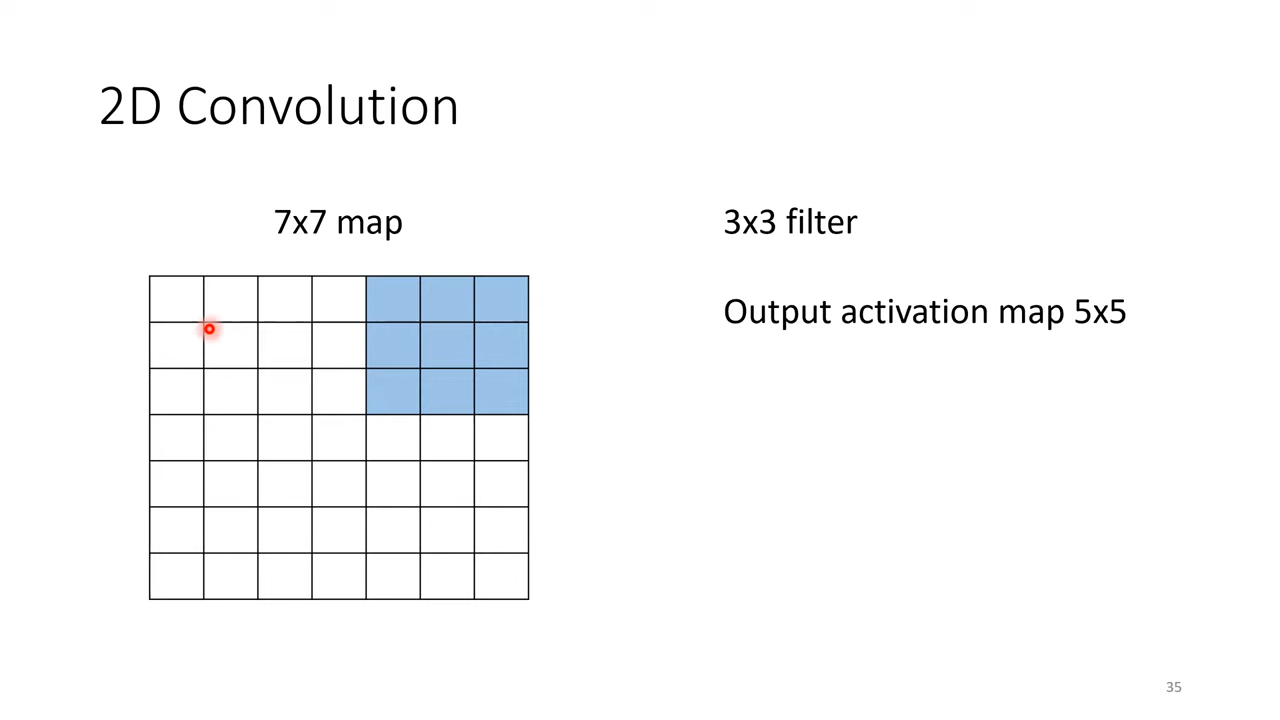 2D Convolution
7x7 map
3x3 filter
Output activation map 5x5
35